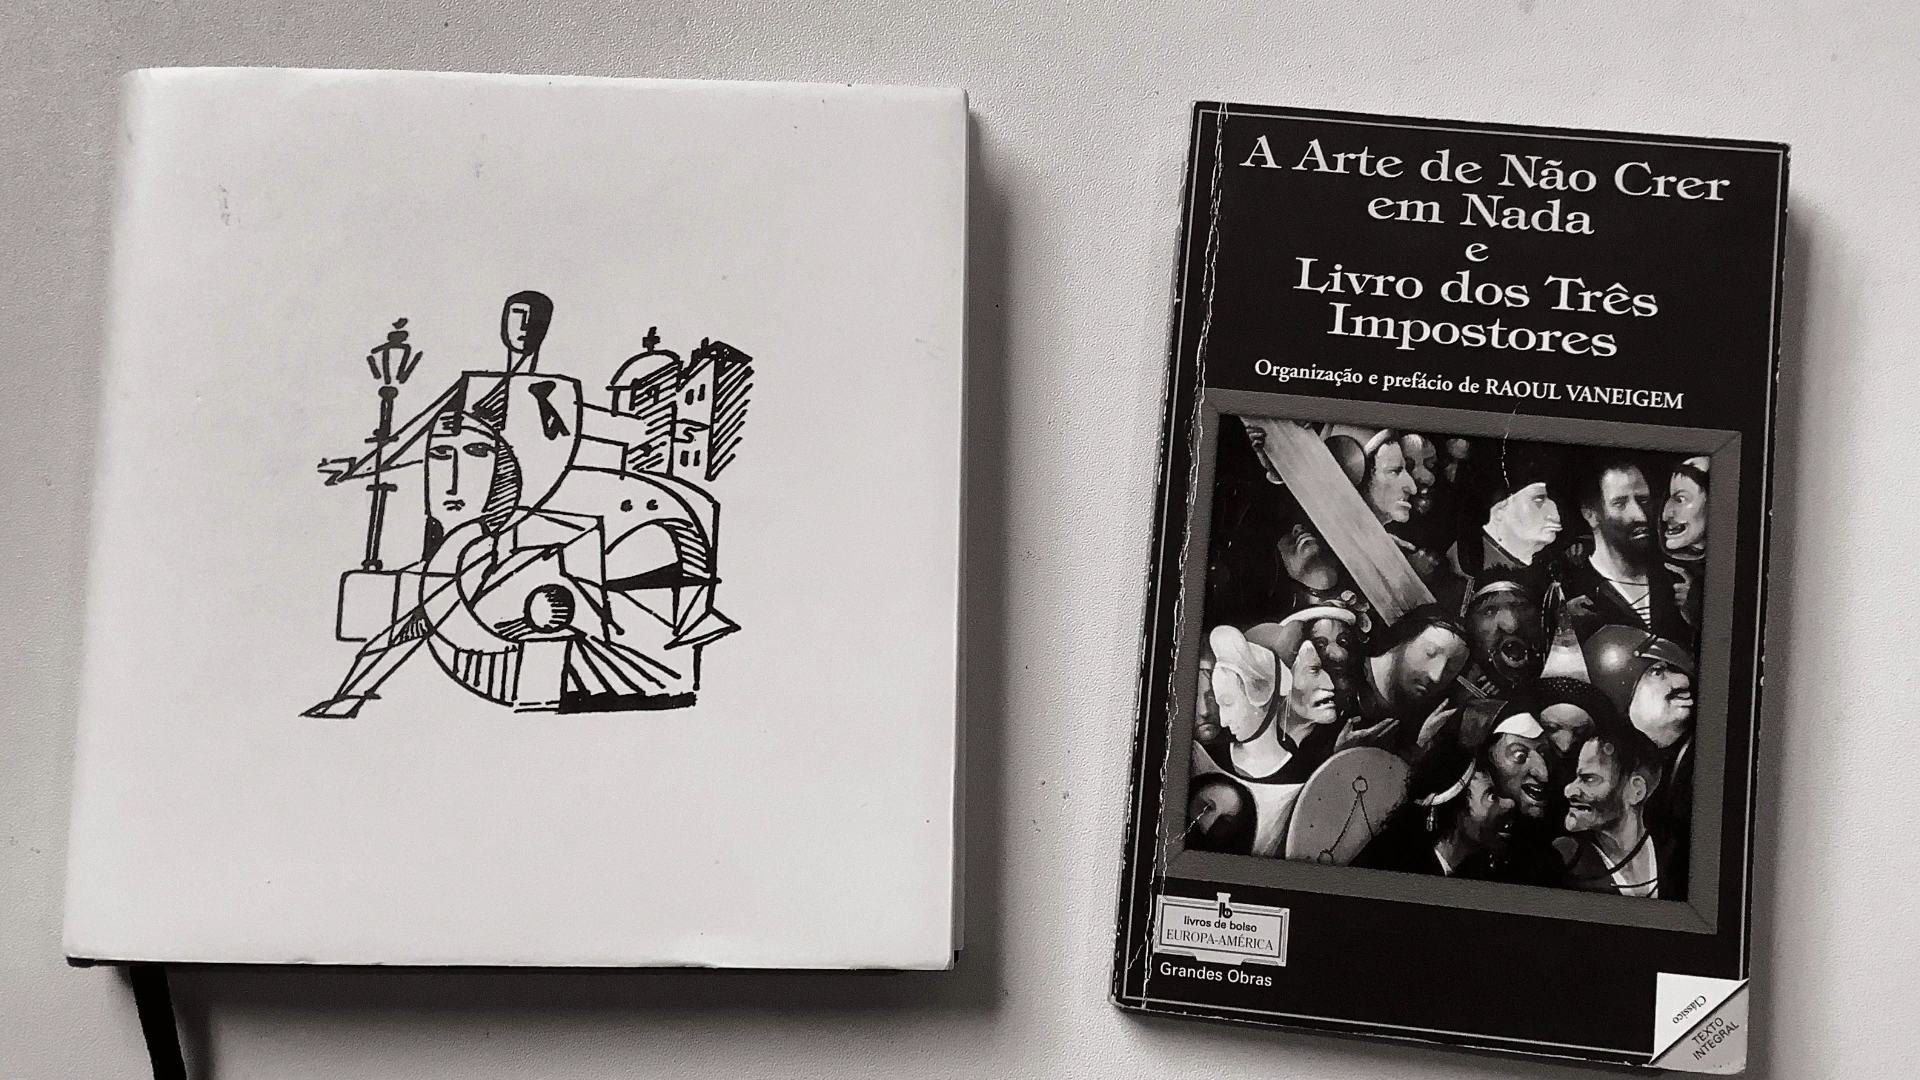 A Arte de Não Crer
em Nada
e
Livro dos Três
Impostores
Organização e prefácio de RAOUL VANEIGEM
lb
livros de bolso
EUROPA-AMÉRICA
Grandes Obras
Clássico
TEXTO
INTEGRAL